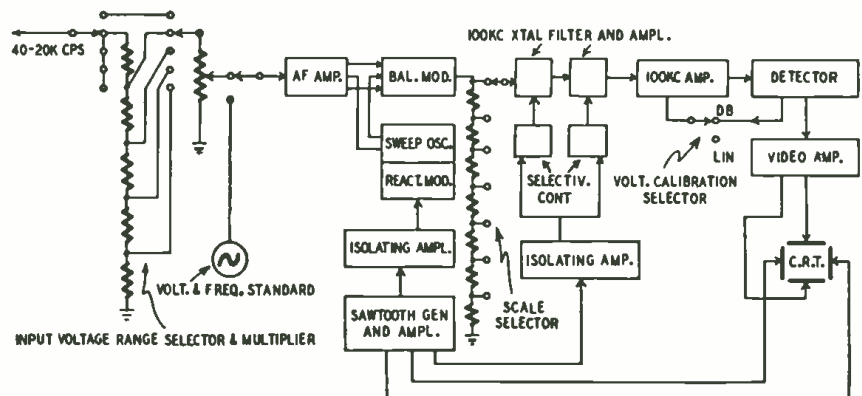 100KC XTAL FILTER AND AMPL.
40-20K CPS
AF AMP.
BAL. MOD.
100KC AMP.
DETECTOR
DB
LIN
SWEEP OSC.
REACT. MOD.
SELECTIV.
CONT
VOLT. CALIBRATION
SELECTOR
VIDEO AMP.
ISOLATING AMPL.
ISOLATING AMP.
C.R.T.
VOLT. & FREQ. STANDARD
SAWTOOTH GEN
AND AMPL.
SCALE
SELECTOR
INPUT VOLTAGE RANGE SELECTOR & MULTIPLIER